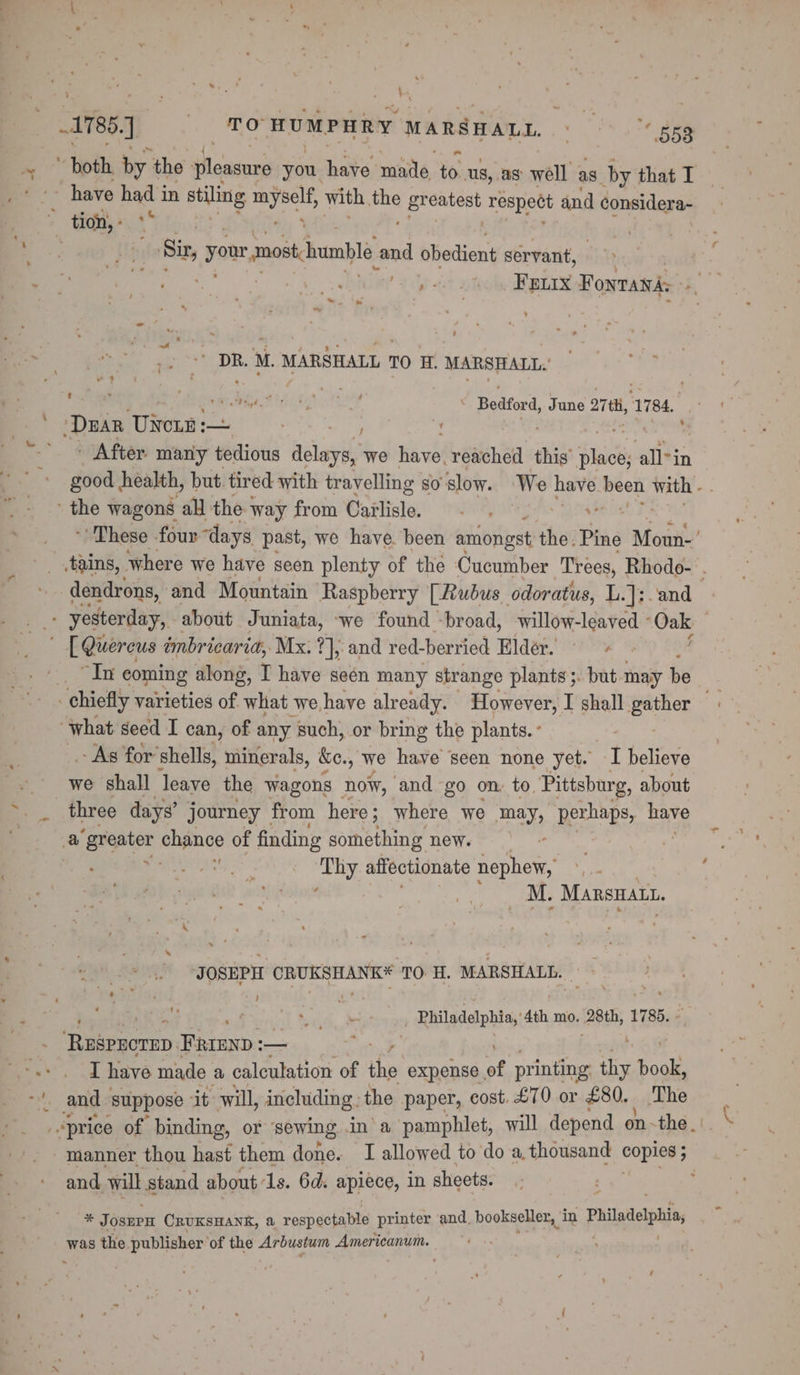 1785.] TO HUMPHRY MARSHALL. 553
both by the pleasure you have made to us, as well as by that I
have had in stiling myself, with the greatest respect and considera-
tion,
Sir, your most humble and obedient servant,
FELIX FONTANA.
DR. M. MARSHALL TO H. MARSHALL.
Bedford, June 27th, 1784.
DEAR UNCLE:—
After many tedious delays, we have reached this place; all in
good health, but tired with travelling so slow. We have been with
the wagons all the way from Carlisle.
These four days past, we have been amongst the Pine Moun-
tains, where we have seen plenty of the Cucumber Trees, Rhodo-
dendrons, and Mountain Raspberry [Rubus odoratus, L.]: and
yesterday, about Juniata, we found broad, willow-leaved Oak
[Quercus imbricaria, Mx.?], and red-berried Elder.
In coming along, I have seen many strange plants; but may be
chiefly varieties of what we have already. However, I shall gather
what seed I can, of any such, or bring the plants.
As for shells, minerals, &c., we have seen none yet. I believe
we shall leave the wagons now, and go on to Pittsburg, about
three days' journey from here; where we may, perhaps, have
a greater chance of finding something new.
Thy affectionate nephew,
M. MARSHALL.
JOSEPH CRUKSHANK* TO H. MARSHALL.
Philadelphia, 4th mo. 28th, 1785.
RESPECTED FRIEND:—
I have made a calculation of the expense of printing thy book,
and suppose it will, including the paper, cost £70 or £80. The
price of binding, or sewing in a pamphlet, will depend on the
manner thou hast them done. I allowed to do a thousand copies;
and will stand about 1s. 6d. apiece, in sheets.
* JOSEPH CRUKSHANK, a respectable printer and bookseller, in Philadelphia,
was the publisher of the Arbustum Americanum.